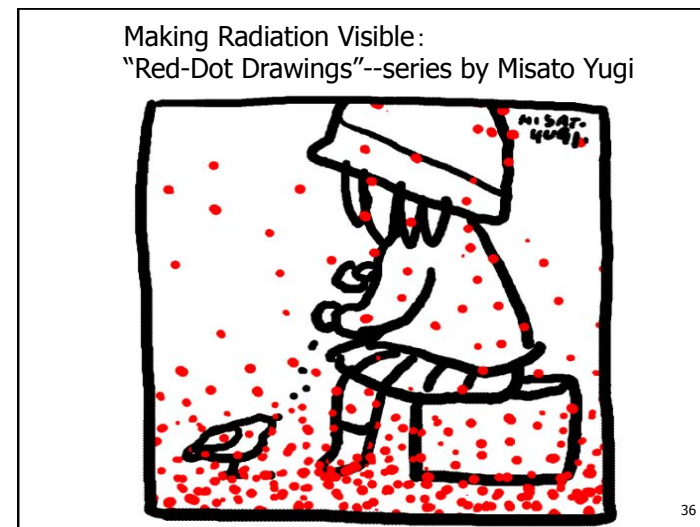 Making Radiation Visible:
“Red-Dot Drawings”--series by Misato Yugi
MISATO
YUGI.
36